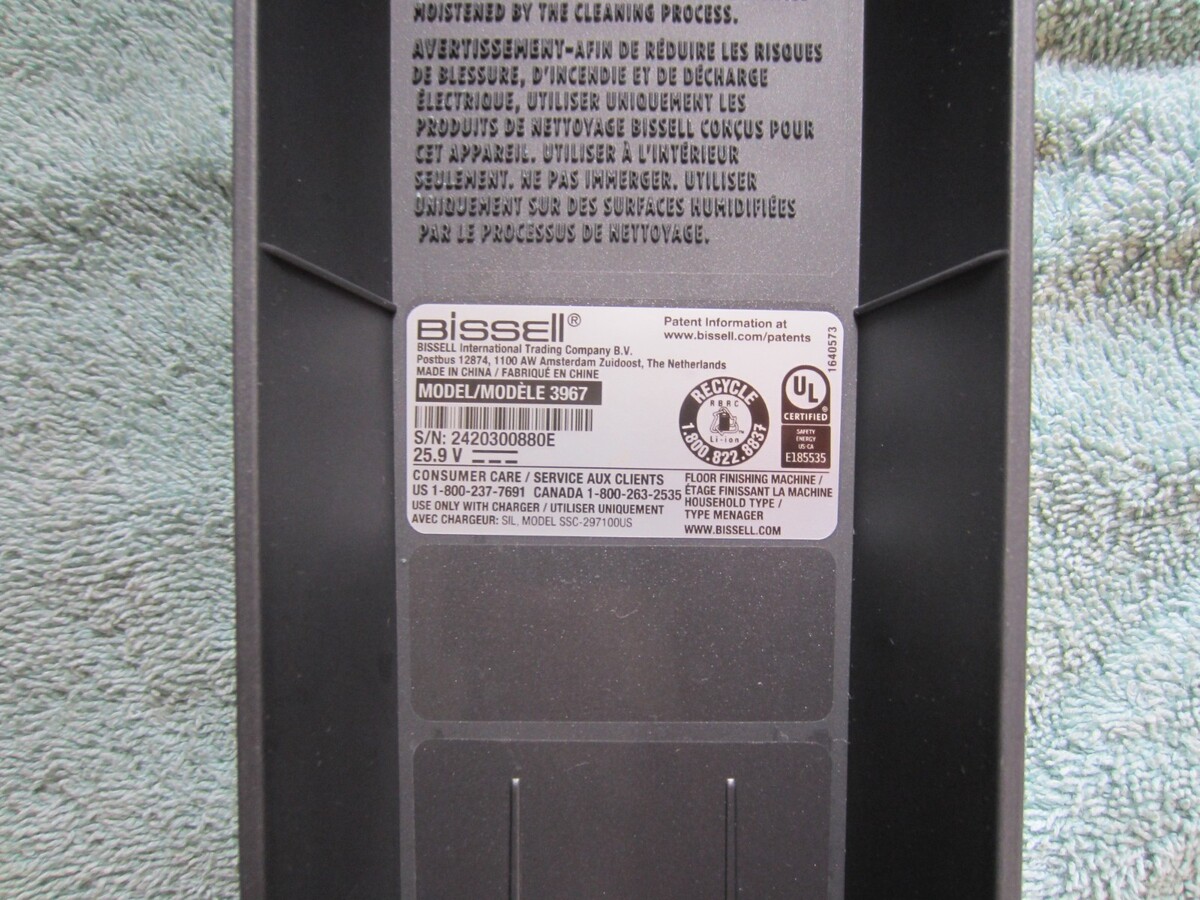 MOISTENED BY THE CLEANING PROCESS.
AVERTISSEMENT-AFIN DE RÉDUIRE LES RISQUES
DE BLESSURE, D'INCENDIE ET DE DÉCHARGE
ÉLECTRIQUE, UTILISER UNIQUEMENT LES
PRODUITS DE NETTOYAGE BISSELL CONÇUS POUR
CET APPAREIL. UTILISER À L'INTÉRIEUR
SEULEMENT. NE PAS IMMERGER. UTILISER
UNIQUEMENT SUR DES SURFACES HUMIDIFIÉES
PAR LE PROCESSUS DE NETTOYAGE.
BISSELL®
BISSELL International Trading Company B.V.
Postbus 12874, 1100 AW Amsterdam Zuidoost, The Netherlands
MADE IN CHINA / FABRIQUÉ EN CHINE
MODEL/MODÈLE 3967
S/N: 2420300880E
25.9 V
Patent Information at
www.bissell.com/patents
1640573
RECYCLE
RBRC
Li-ion
1.800.822.8837
UL
CERTIFIED®
SAFETY
ENERGY
US-CA
E185535
CONSUMER CARE / SERVICE AUX CLIENTS
US 1-800-237-7691 CANADA 1-800-263-2535
USE ONLY WITH CHARGER / UTILISER UNIQUEMENT
AVEC CHARGEUR: SIL, MODEL SSC-297100US
FLOOR FINISHING MACHINE /
ÉTAGE FINISSANT LA MACHINE
HOUSEHOLD TYPE /
TYPE MENAGER
WWW.BISSELL.COM